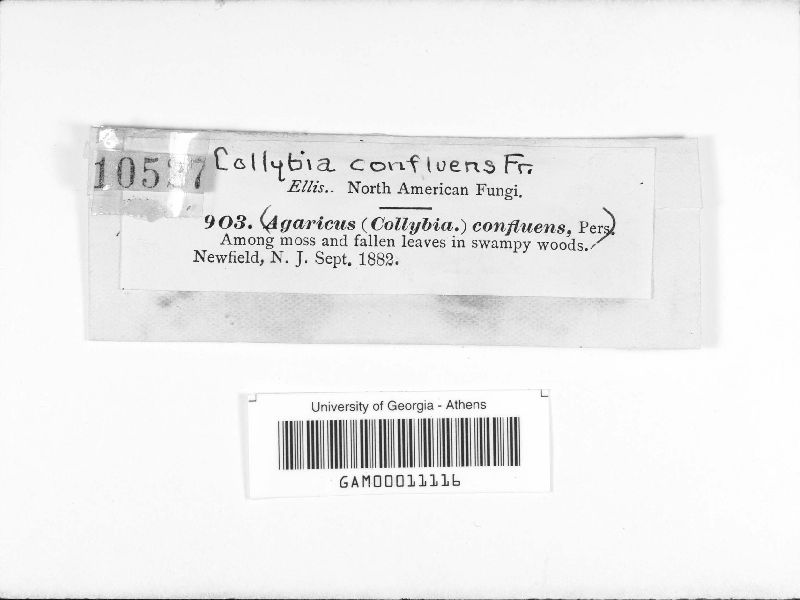 Collybia confluens Fr.
10527
Ellis.. North American Fungi.
903. (Agaricus (Collybia.) confluens, Pers.)
Among moss and fallen leaves in swampy woods.
Newfield, N. J. Sept. 1882.
University of Georgia - Athens
GAM00011116